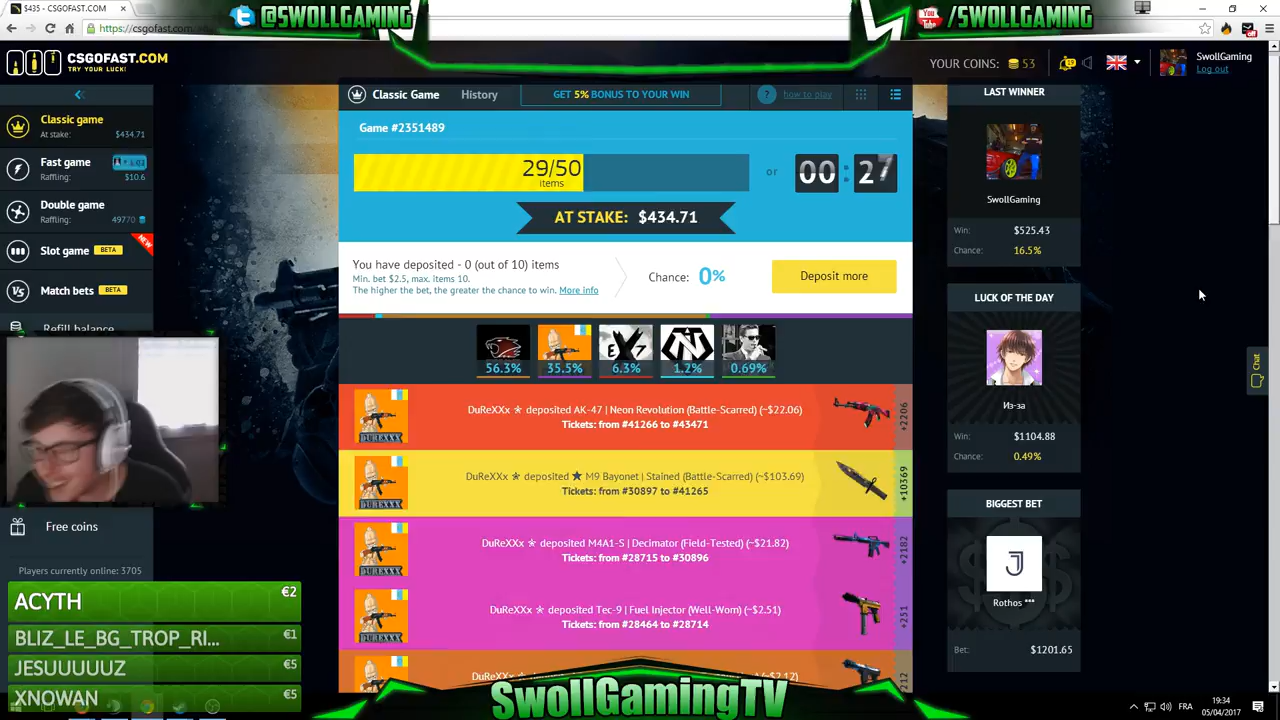 $435 - CSGOFAST.COM
@SWOLLGAMING
/SWOLLGAMING
https://csgofast.com/#
CSGOFAST.COM
TRY YOUR LUCK!
YOUR COINS: 53
SwollGaming
Log out
Classic game
At stake: $434.71
Fast game
Raffling: $10.6
Double game
Raffling: 49770
NEW
Slot game BETA
Match bets BETA
Refill balance
Free coins
Players currently online: 3705
ACYTH €2
BLIZ_LE_BG_TROP_RI... €1
JESUUUUUZ €5
XNOWAN €5
Classic Game
History
GET 5% BONUS TO YOUR WIN
? how to play
Game #2351489
29/50
items
or
00:27
AT STAKE: $434.71
You have deposited - 0 (out of 10) items
Min. bet $2.5, max. items 10.
The higher the bet, the greater the chance to win. More info
Chance: 0%
Deposit more
56.3%
35.5%
6.3%
1.2%
0.69%
DuReXXx ★ deposited AK-47 | Neon Revolution (Battle-Scarred) (~$22.06)
Tickets: from #41266 to #43471
+2206
DuReXXx ★ deposited ★ M9 Bayonet | Stained (Battle-Scarred) (~$103.69)
Tickets: from #30897 to #41265
+10369
DuReXXx ★ deposited M4A1-S | Decimator (Field-Tested) (~$21.82)
Tickets: from #28715 to #30896
+2182
DuReXXx ★ deposited Tec-9 | Fuel Injector (Well-Worn) (~$2.51)
Tickets: from #28464 to #28714
+251
SwollGamingTV
LAST WINNER
SwollGaming
Win: $525.43
Chance: 16.5%
LUCK OF THE DAY
Из-за
Win: $1104.88
Chance: 0.49%
BIGGEST BET
J
Rothos ***
Bet: $1201.65
Chat
FRA
19:34
05/04/2017